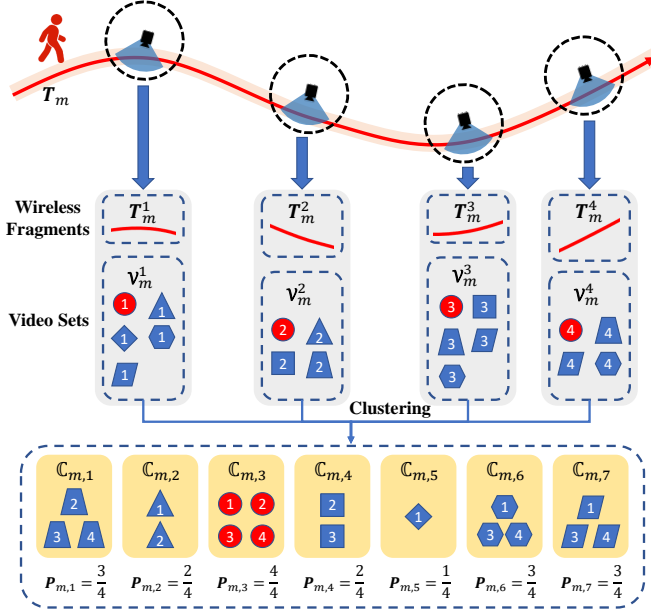 T_m
Wireless Fragments
T_m^1
T_m^2
T_m^3
T_m^4
Video Sets
v_m^1
1
1
1
1
1
v_m^2
2
2
2
2
v_m^3
3
3
3
3
3
v_m^4
4
4
4
4
Clustering
ℂ_{m,1}
ℂ_{m,2}
ℂ_{m,3}
ℂ_{m,4}
ℂ_{m,5}
ℂ_{m,6}
ℂ_{m,7}
2
3 4
1
2
1 2
3 4
2
3
1
1
3 4
1
3 4
P_{m,1} = 3/4
P_{m,2} = 2/4
P_{m,3} = 4/4
P_{m,4} = 2/4
P_{m,5} = 1/4
P_{m,6} = 3/4
P_{m,7} = 3/4